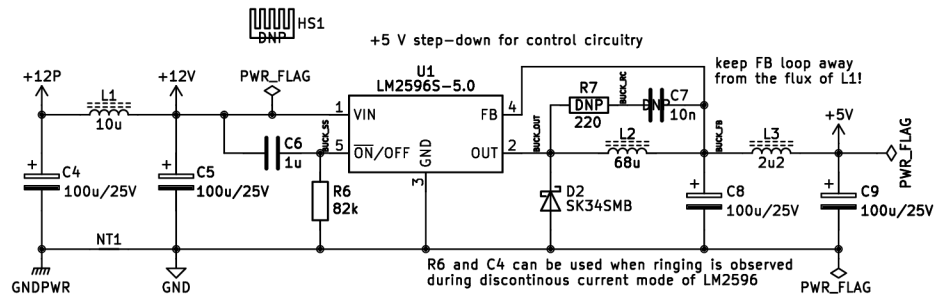 HS1
DNP
+5 V step-down for control circuitry
+12P
+12V
PWR_FLAG
U1
LM2596S-5.0
keep FB loop away
from the flux of L1!
L1
10u
1
VIN
FB
4
R7
DNP
220
BUCK_RC
DNP
C7
10n
+5V
PWR_FLAG
C6
1u
BUCK_SS
5
ON/OFF
GND
OUT
2
BUCK_OUT
L2
68u
BUCK_FB
L3
2u2
3
C4
100u/25V
C5
100u/25V
R6
82k
D2
SK34SMB
C8
100u/25V
C9
100u/25V
NT1
GNDPWR
GND
R6 and C4 can be used when ringing is observed
during discontinous current mode of LM2596
PWR_FLAG